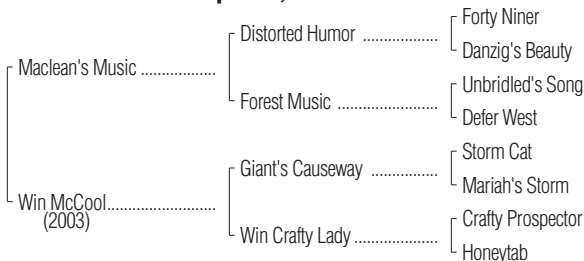 Forty Niner
Distorted Humor ..................
Danzig's Beauty
Maclean's Music ..................
Unbridled's Song
Forest Music ........................
Defer West
Storm Cat
Giant's Causeway ................
Mariah's Storm
Win McCool..........................
(2003)
Crafty Prospector
Win Crafty Lady ....................
Honeytab